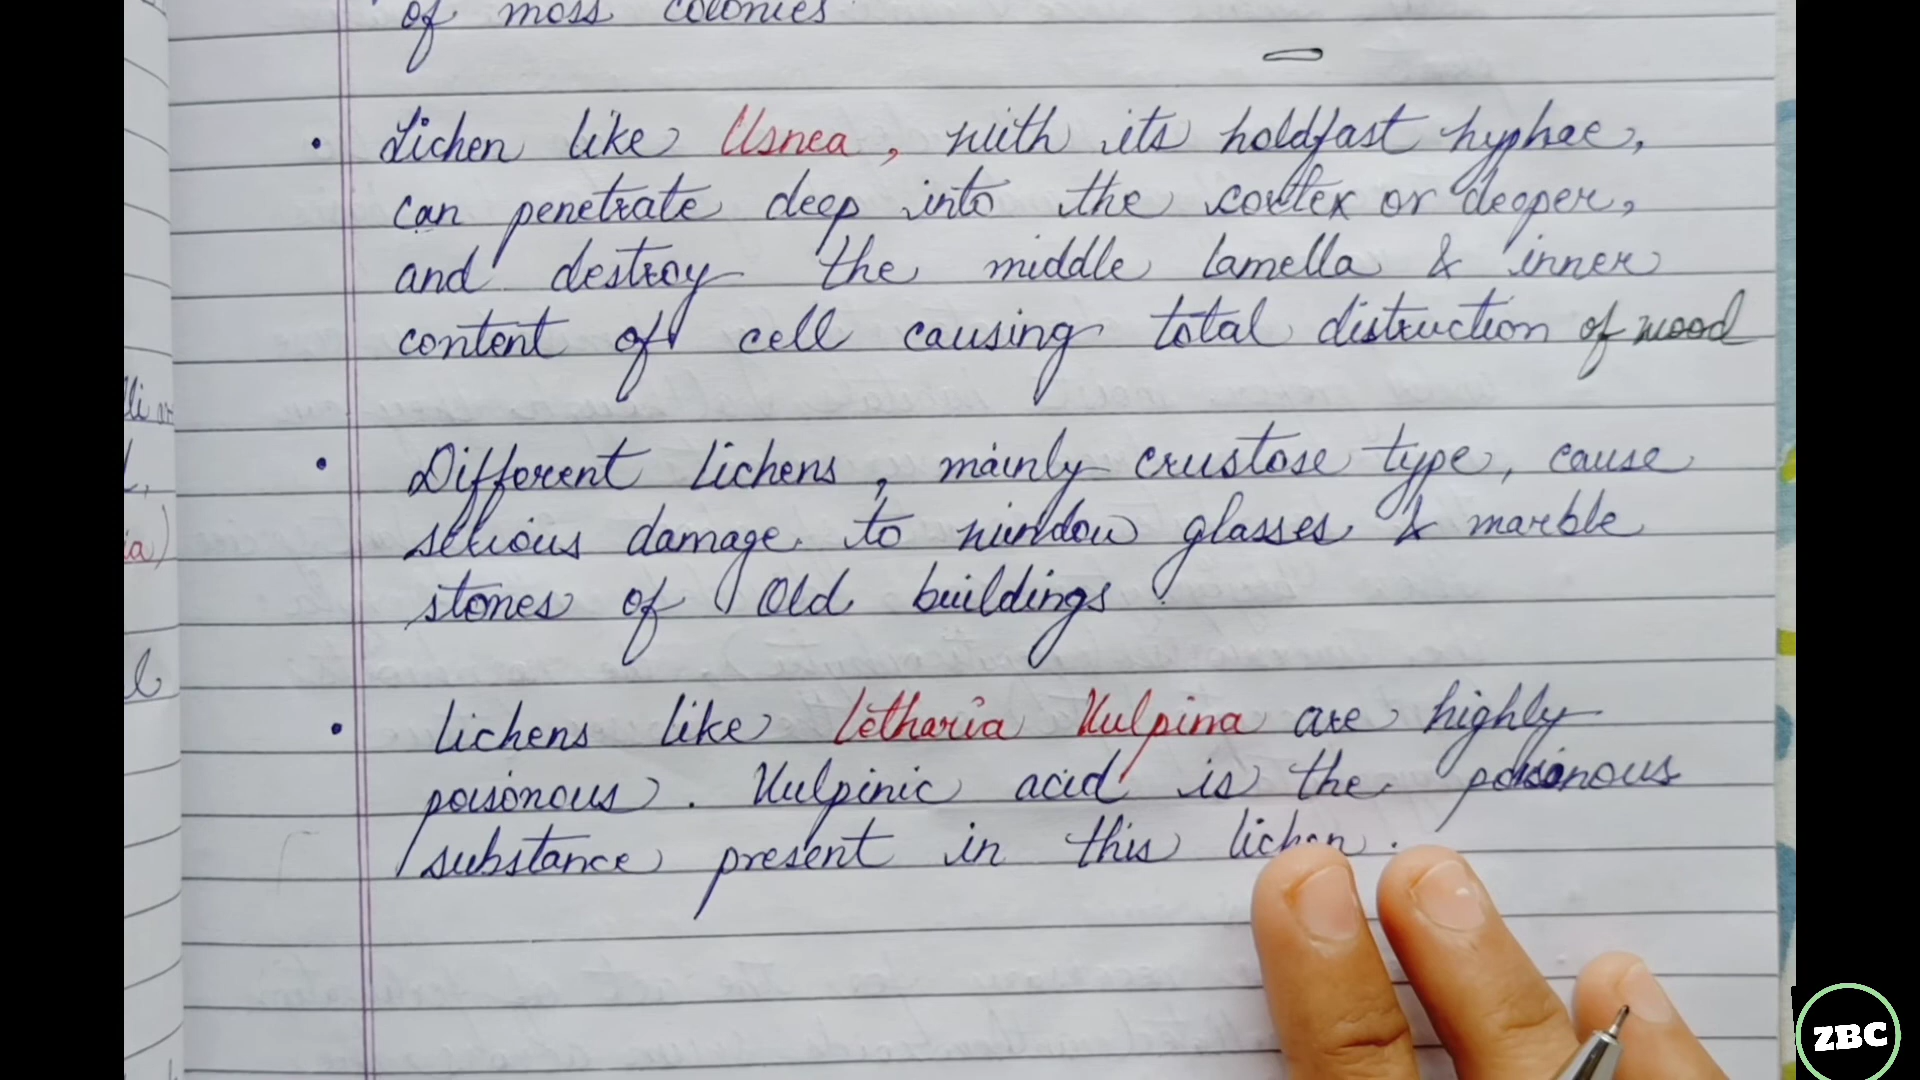 of moss colonies
• Lichen like Usnea, with its holdfast hyphae,
can penetrate deep into the cortex or deeper,
and destroy the middle lamella & inner
content of cell causing total distruction of wood
• Different lichens, mainly crustose type, cause
serious damage to window glasses & marble
stones of Old buildings.
• Lichens like Letharia Vulpina are highly
poisonous. Vulpinic acid is the poisonous
substance present in this lichen.
ia)
ZBC